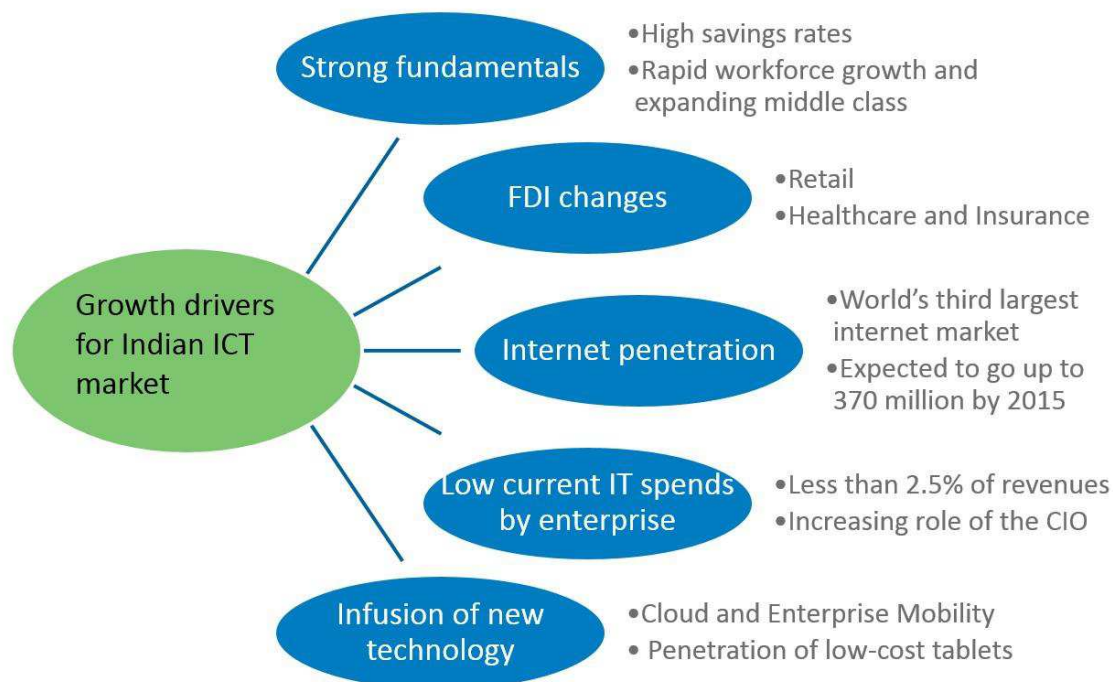 Strong fundamentals
•High savings rates
•Rapid workforce growth and
expanding middle class
FDI changes
•Retail
•Healthcare and Insurance
Growth drivers
for Indian ICT
market
Internet penetration
•World’s third largest
internet market
•Expected to go up to
370 million by 2015
Low current IT spends
by enterprise
•Less than 2.5% of revenues
•Increasing role of the CIO
Infusion of new
technology
•Cloud and Enterprise Mobility
• Penetration of low-cost tablets